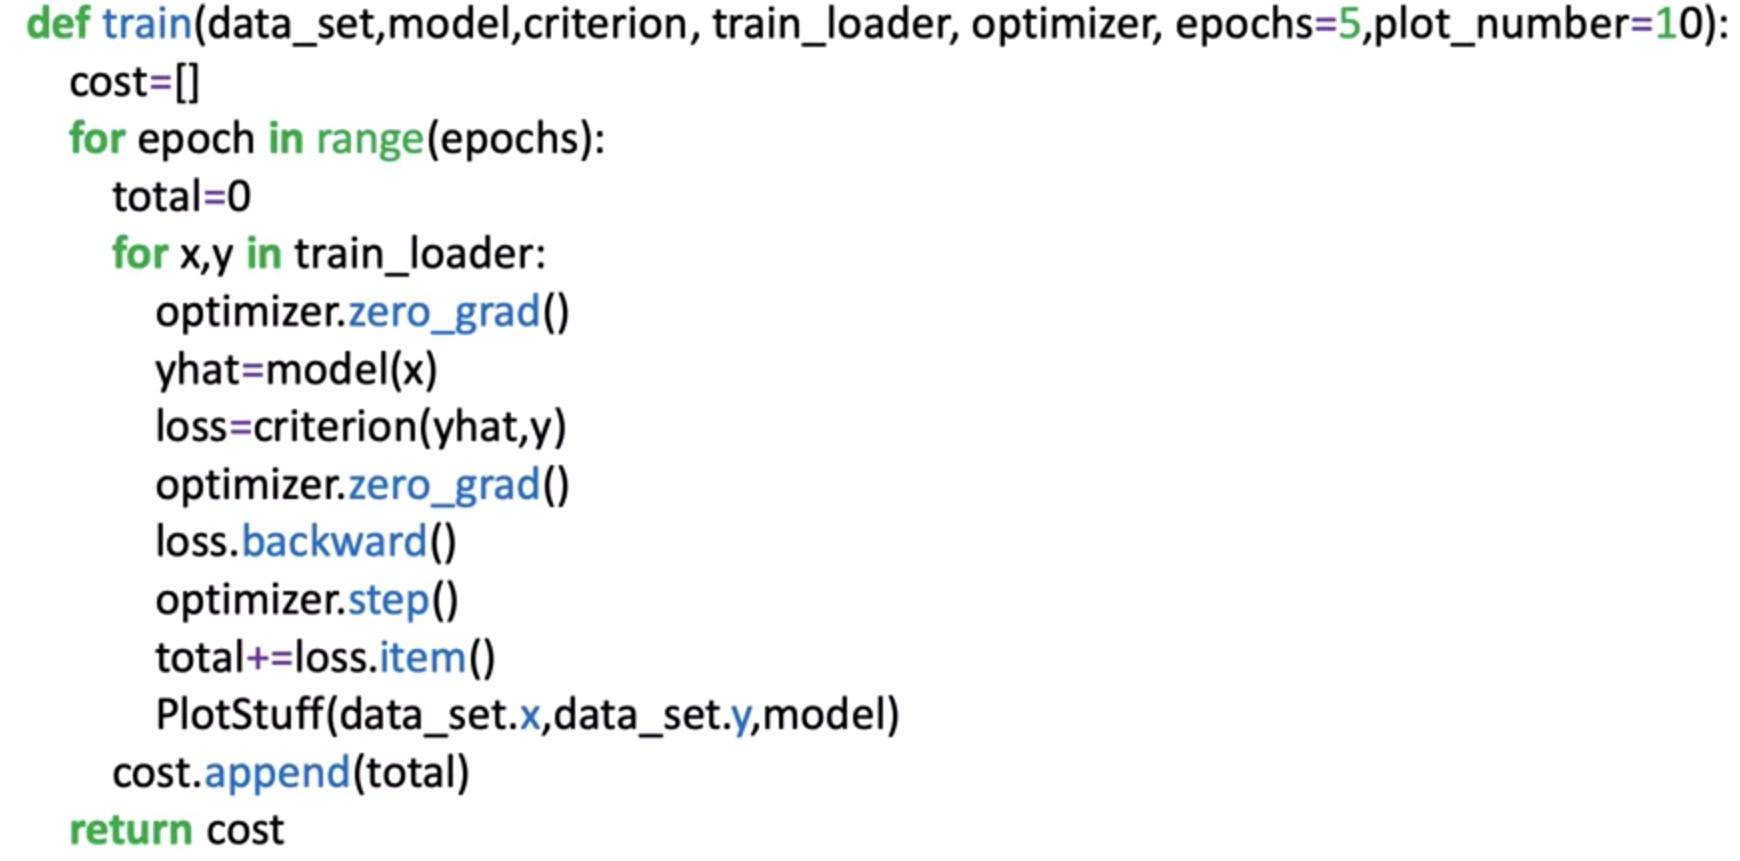 def train(data_set,model,criterion, train_loader, optimizer, epochs=5,plot_number=10):
cost=[]
for epoch in range(epochs):
total=0
for x,y in train_loader:
optimizer.zero_grad()
yhat=model(x)
loss=criterion(yhat,y)
optimizer.zero_grad()
loss.backward()
optimizer.step()
total+=loss.item()
PlotStuff(data_set.x,data_set.y,model)
cost.append(total)
return cost